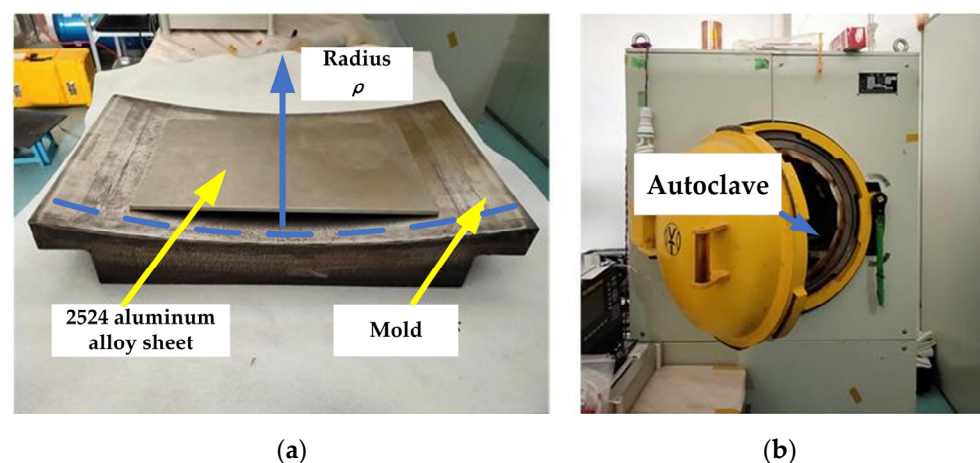 Radius
ρ
2524 aluminum
alloy sheet
Mold
Autoclave
(a)
(b)